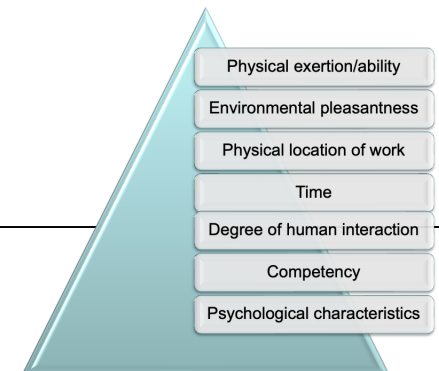 Physical exertion/ability
Environmental pleasantness
Physical location of work
Time
Degree of human interaction
Competency
Psychological characteristics